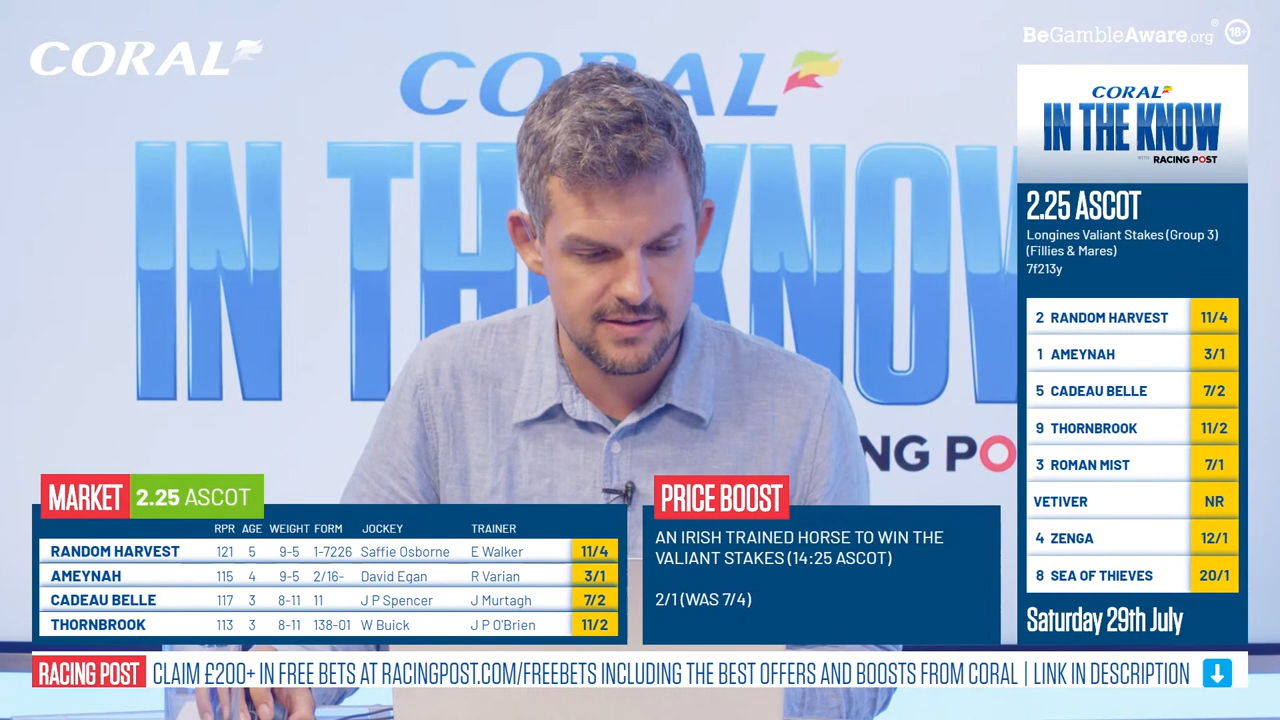 CORAL
BeGambleAware.org® 18+
CORAL
IN THE KNOW
NG PO
CORAL
IN THE KNOW
WITH RACING POST
2.25 ASCOT
Longines Valiant Stakes (Group 3)
(Fillies & Mares)
7f213y
2 RANDOM HARVEST 11/4
1 AMEYNAH 3/1
5 CADEAU BELLE 7/2
9 THORNBROOK 11/2
3 ROMAN MIST 7/1
VETIVER NR
4 ZENGA 12/1
8 SEA OF THIEVES 20/1
Saturday 29th July
MARKET 2.25 ASCOT
RPR AGE WEIGHT FORM JOCKEY TRAINER
RANDOM HARVEST 121 5 9-5 1-7226 Saffie Osborne E Walker 11/4
AMEYNAH 115 4 9-5 2/16- David Egan R Varian 3/1
CADEAU BELLE 117 3 8-11 11 J P Spencer J Murtagh 7/2
THORNBROOK 113 3 8-11 138-01 W Buick J P O'Brien 11/2
PRICE BOOST
AN IRISH TRAINED HORSE TO WIN THE
VALIANT STAKES (14:25 ASCOT)
2/1 (WAS 7/4)
RACING POST CLAIM £200+ IN FREE BETS AT RACINGPOST.COM/FREEBETS INCLUDING THE BEST OFFERS AND BOOSTS FROM CORAL | LINK IN DESCRIPTION